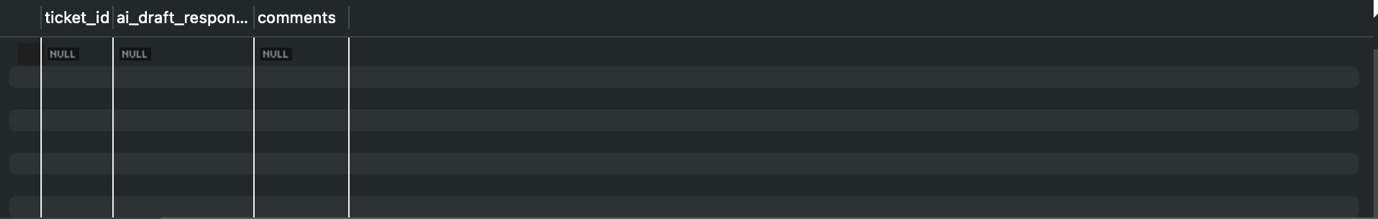 ticket_id ai_draft_respon... comments
NULL NULL NULL